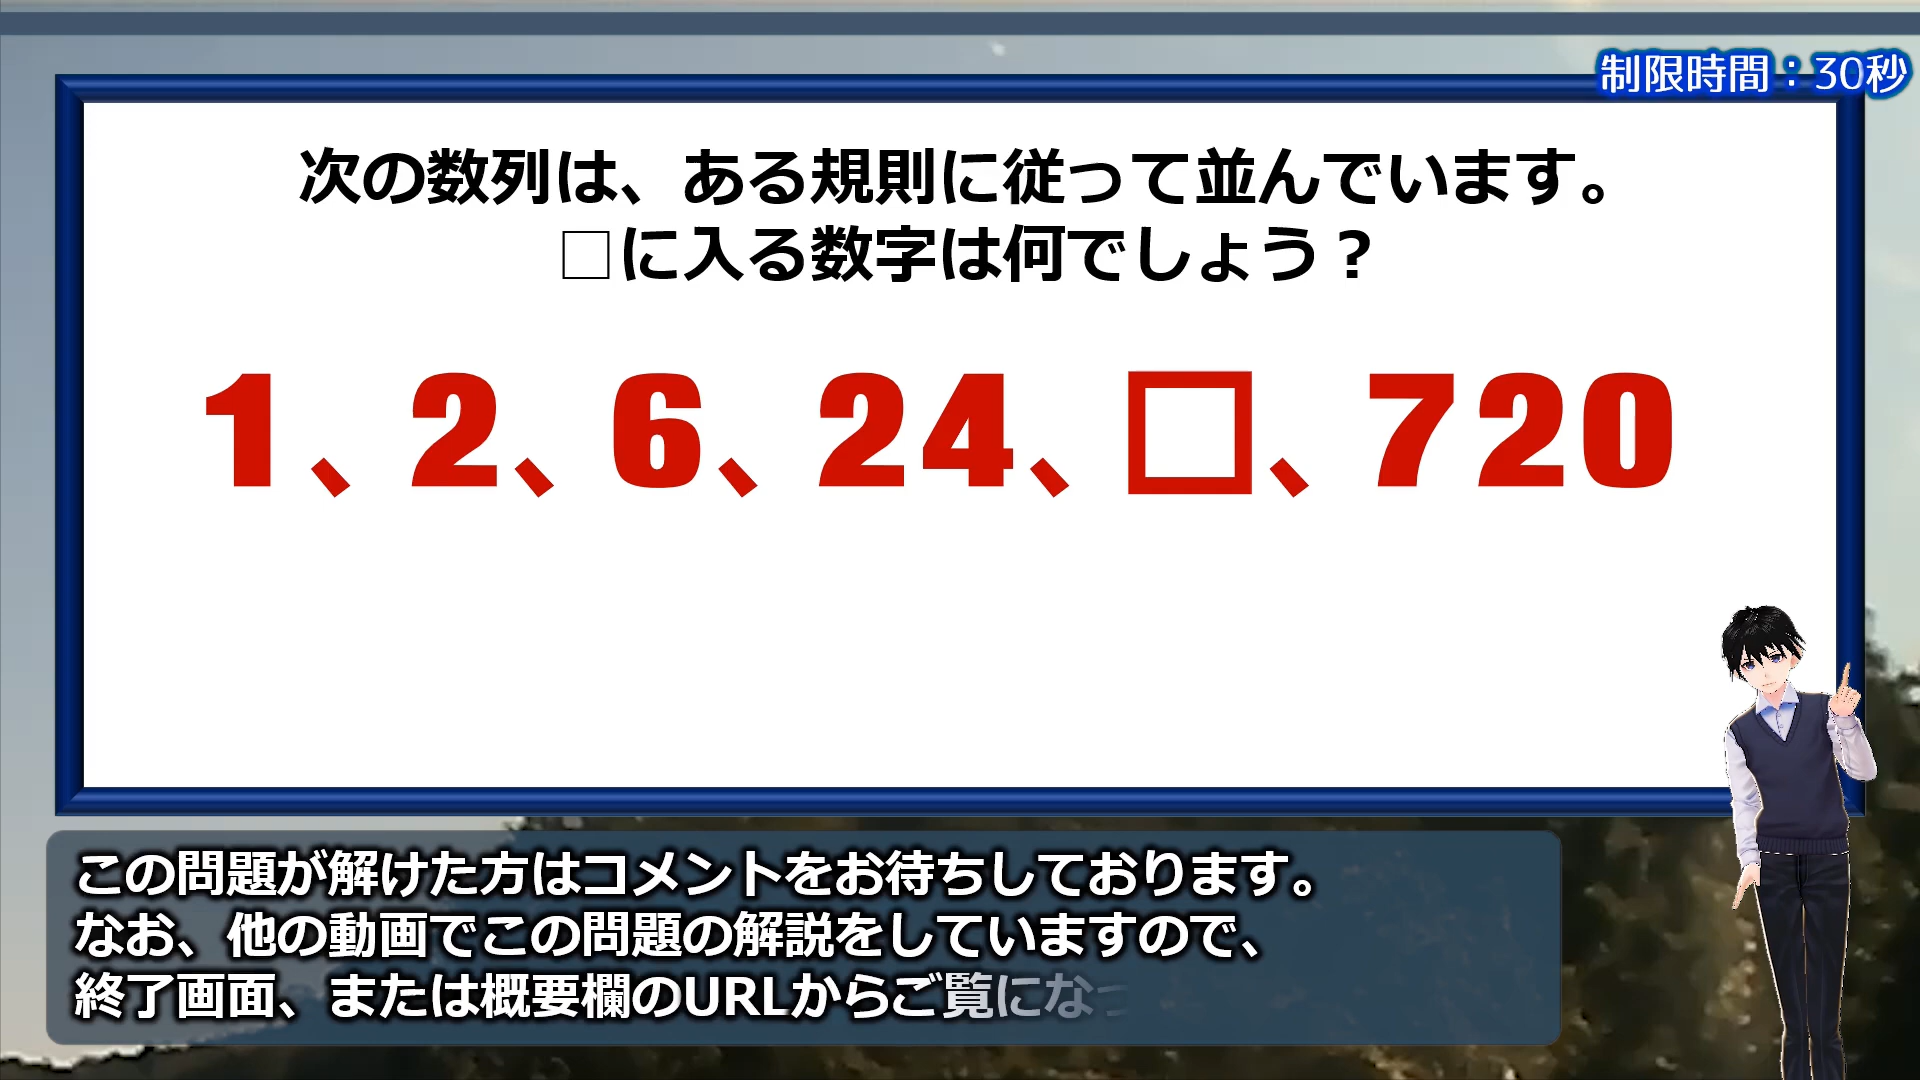 制限時間：30秒
次の数列は、ある規則に従って並んでいます。
□に入る数字は何でしょう？
1、2、6、24、□、720
この問題が解けた方はコメントをお待ちしております。
なお、他の動画でこの問題の解説をしていますので、
終了画面、または概要欄のURLからご覧になっ